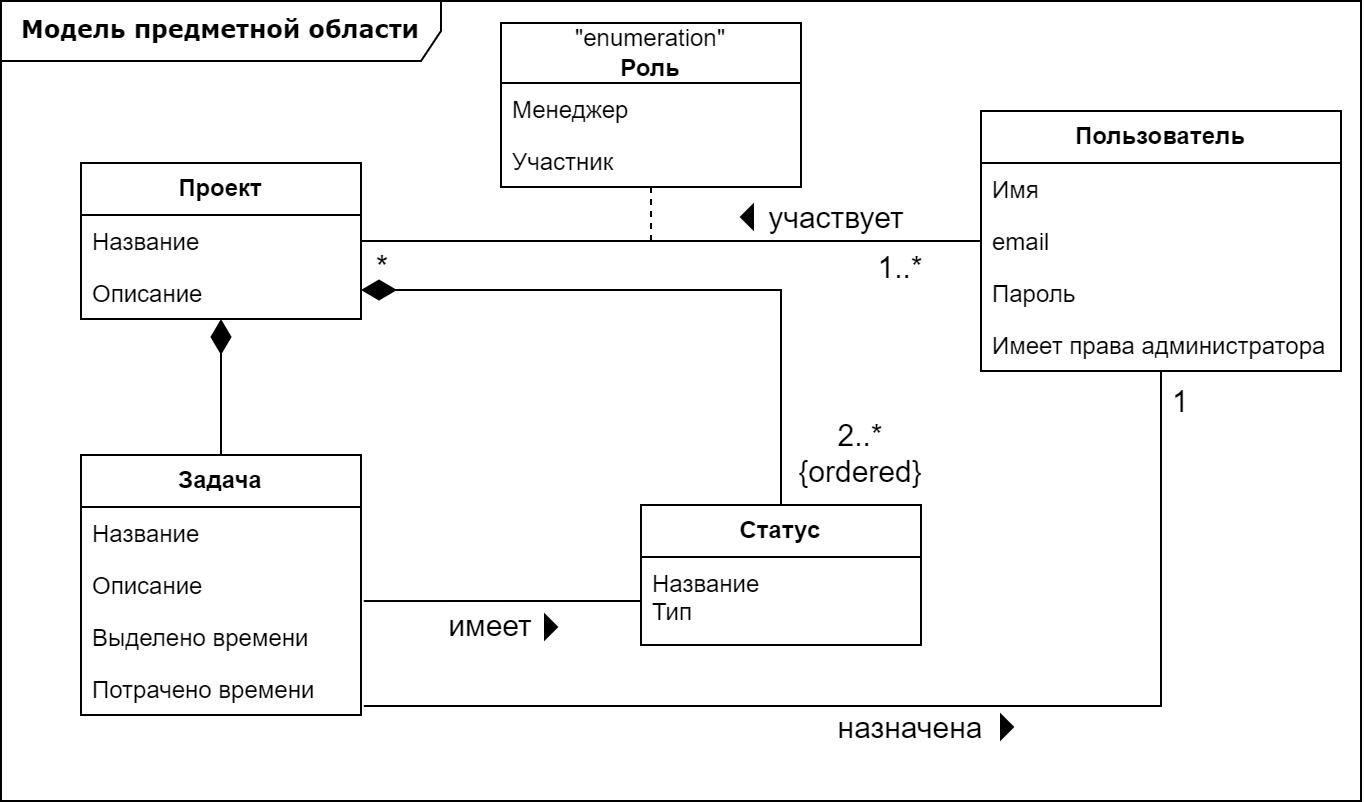 Модель предметной области
"enumeration"
Роль
Менеджер
Участник
Пользователь
Имя
email
Пароль
Имеет права администратора
Проект
Название
Описание
участвует
*
1..*
1
2..*
{ordered}
Задача
Название
Описание
Выделено времени
Потрачено времени
Статус
Название
Тип
имеет
назначена